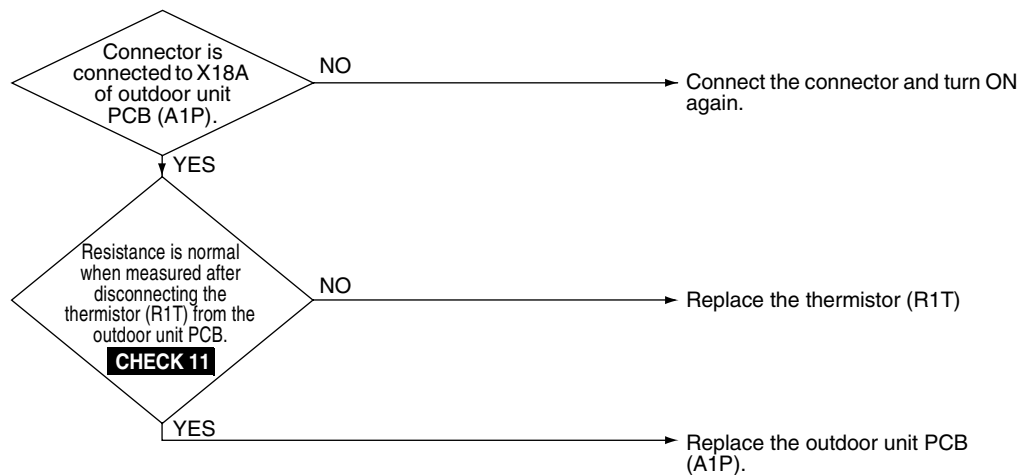 Connector is
connected to X18A
of outdoor unit
PCB (A1P).
NO
Connect the connector and turn ON
again.
YES
Resistance is normal
when measured after
disconnecting the
thermistor (R1T) from the
outdoor unit PCB.
CHECK 11
NO
Replace the thermistor (R1T)
YES
Replace the outdoor unit PCB
(A1P).